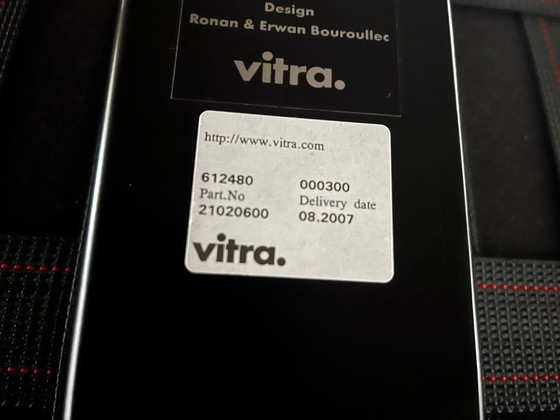 Design
Ronan & Erwan Bouroullec
vitra.
http://www.vitra.com
612480 000300
Part.No Delivery date
21020600 08.2007
vitra.